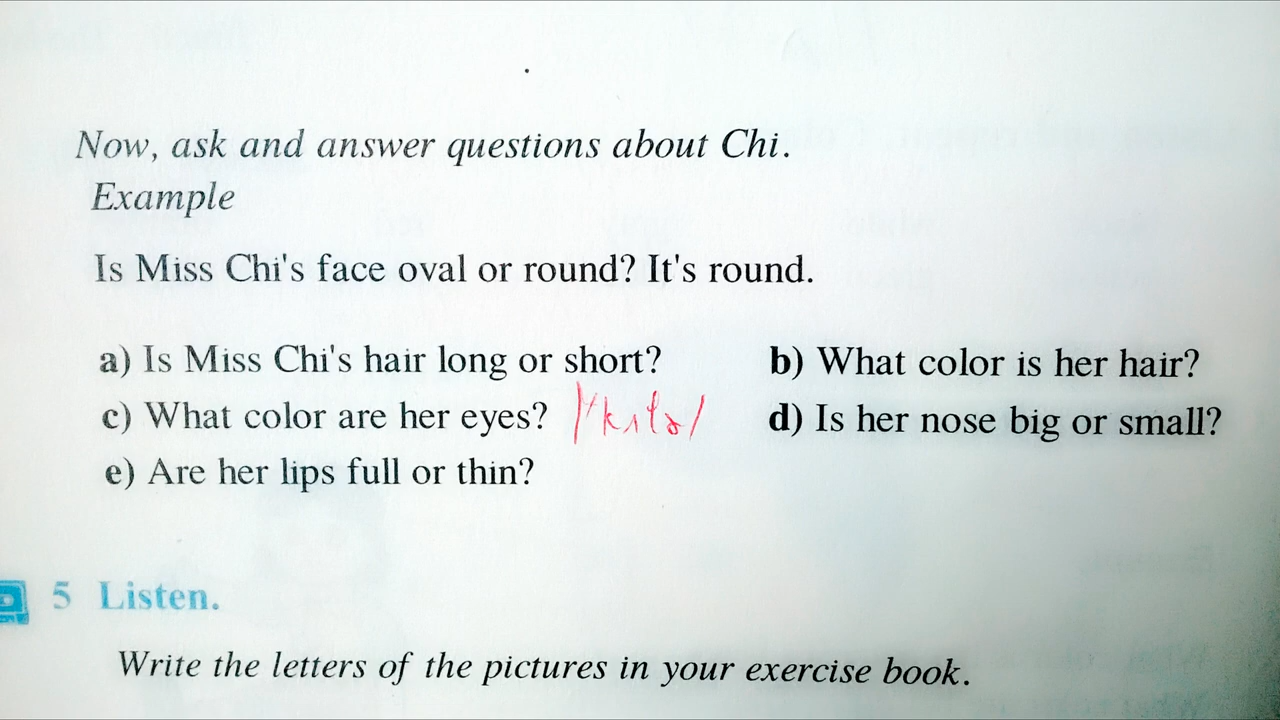 Now, ask and answer questions about Chi.
Example
Is Miss Chi's face oval or round? It's round.
a) Is Miss Chi's hair long or short?
b) What color is her hair?
c) What color are her eyes?
d) Is her nose big or small?
e) Are her lips full or thin?
5 Listen.
Write the letters of the pictures in your exercise book.